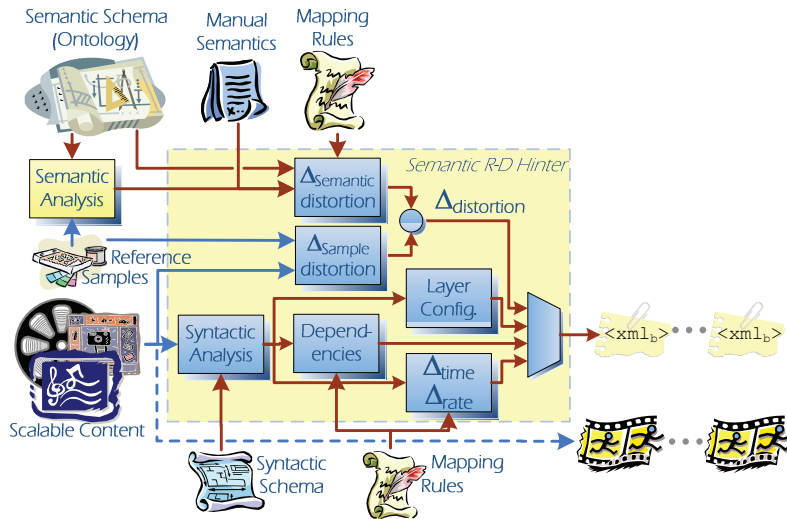 Semantic Schema
(Ontology)
Manual
Semantics
Mapping
Rules
Semantic R-D Hinter
Semantic
Analysis
ΔSemantic
distortion
Δdistortion
ΔSample
distortion
Reference
Samples
Layer
Config.
Syntactic
Analysis
Depend-
encies
Δtime
Δrate
<xmlb>
<xmlb>
Scalable Content
Syntactic
Schema
Mapping
Rules